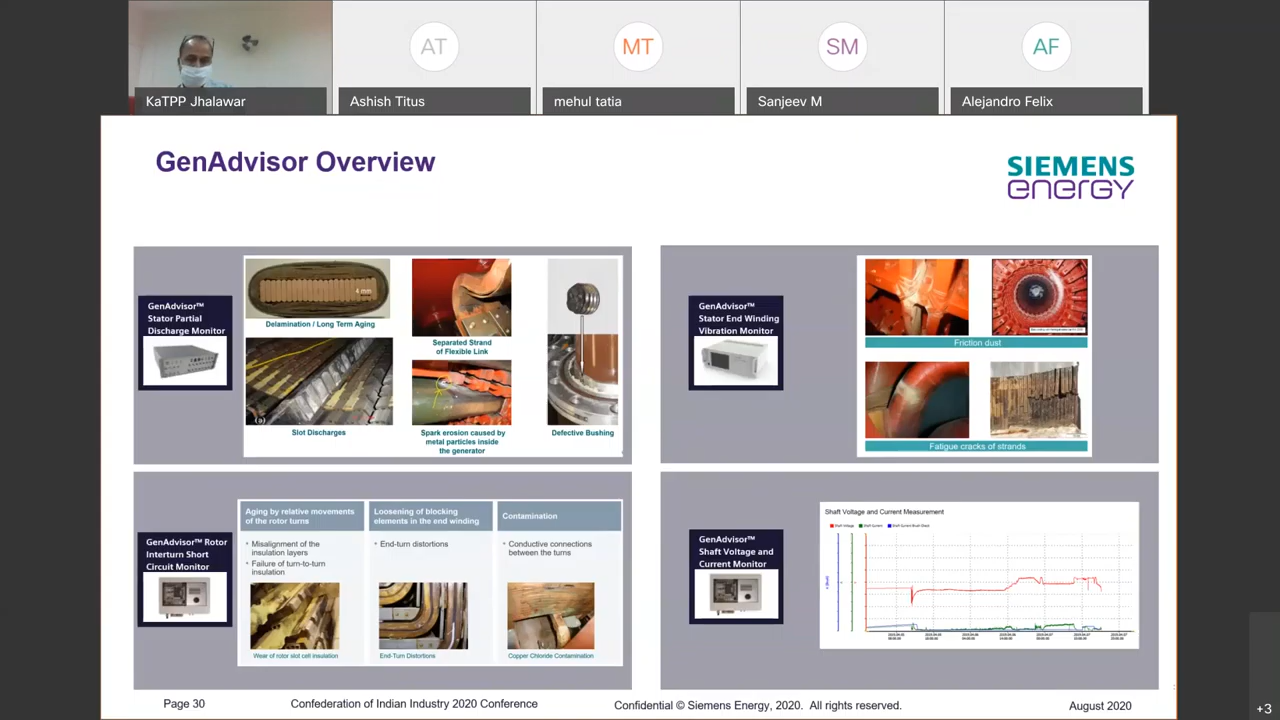 AT
MT
SM
AF
KaTPP Jhalawar
Ashish Titus
mehul tatia
Sanjeev M
Alejandro Felix
GenAdvisor Overview
SIEMENS
energy
GenAdvisor™
Stator Partial
Discharge Monitor
4 mm
Delamination / Long Term Aging
Separated Strand
of Flexible Link
(a)
Slot Discharges
Spark erosion caused by
metal particles inside
the generator
Defective Bushing
GenAdvisor™
Stator End Winding
Vibration Monitor
Friction dust
Fatigue cracks of strands
GenAdvisor™ Rotor
Interturn Short
Circuit Monitor
Aging by relative movements
of the rotor turns
• Misalignment of the
insulation layers
• Failure of turn-to-turn
insulation
Wear of rotor slot cell insulation
Loosening of blocking
elements in the end winding
• End-turn distortions
End-Turn Distortions
Contamination
• Conductive connections
between the turns
Copper Chloride Contamination
GenAdvisor™
Shaft Voltage and
Current Monitor
Shaft Voltage and Current Measurement
Shaft Voltage
Shaft Current
Page 30
Confederation of Indian Industry 2020 Conference
Confidential © Siemens Energy, 2020. All rights reserved.
August 2020
+3